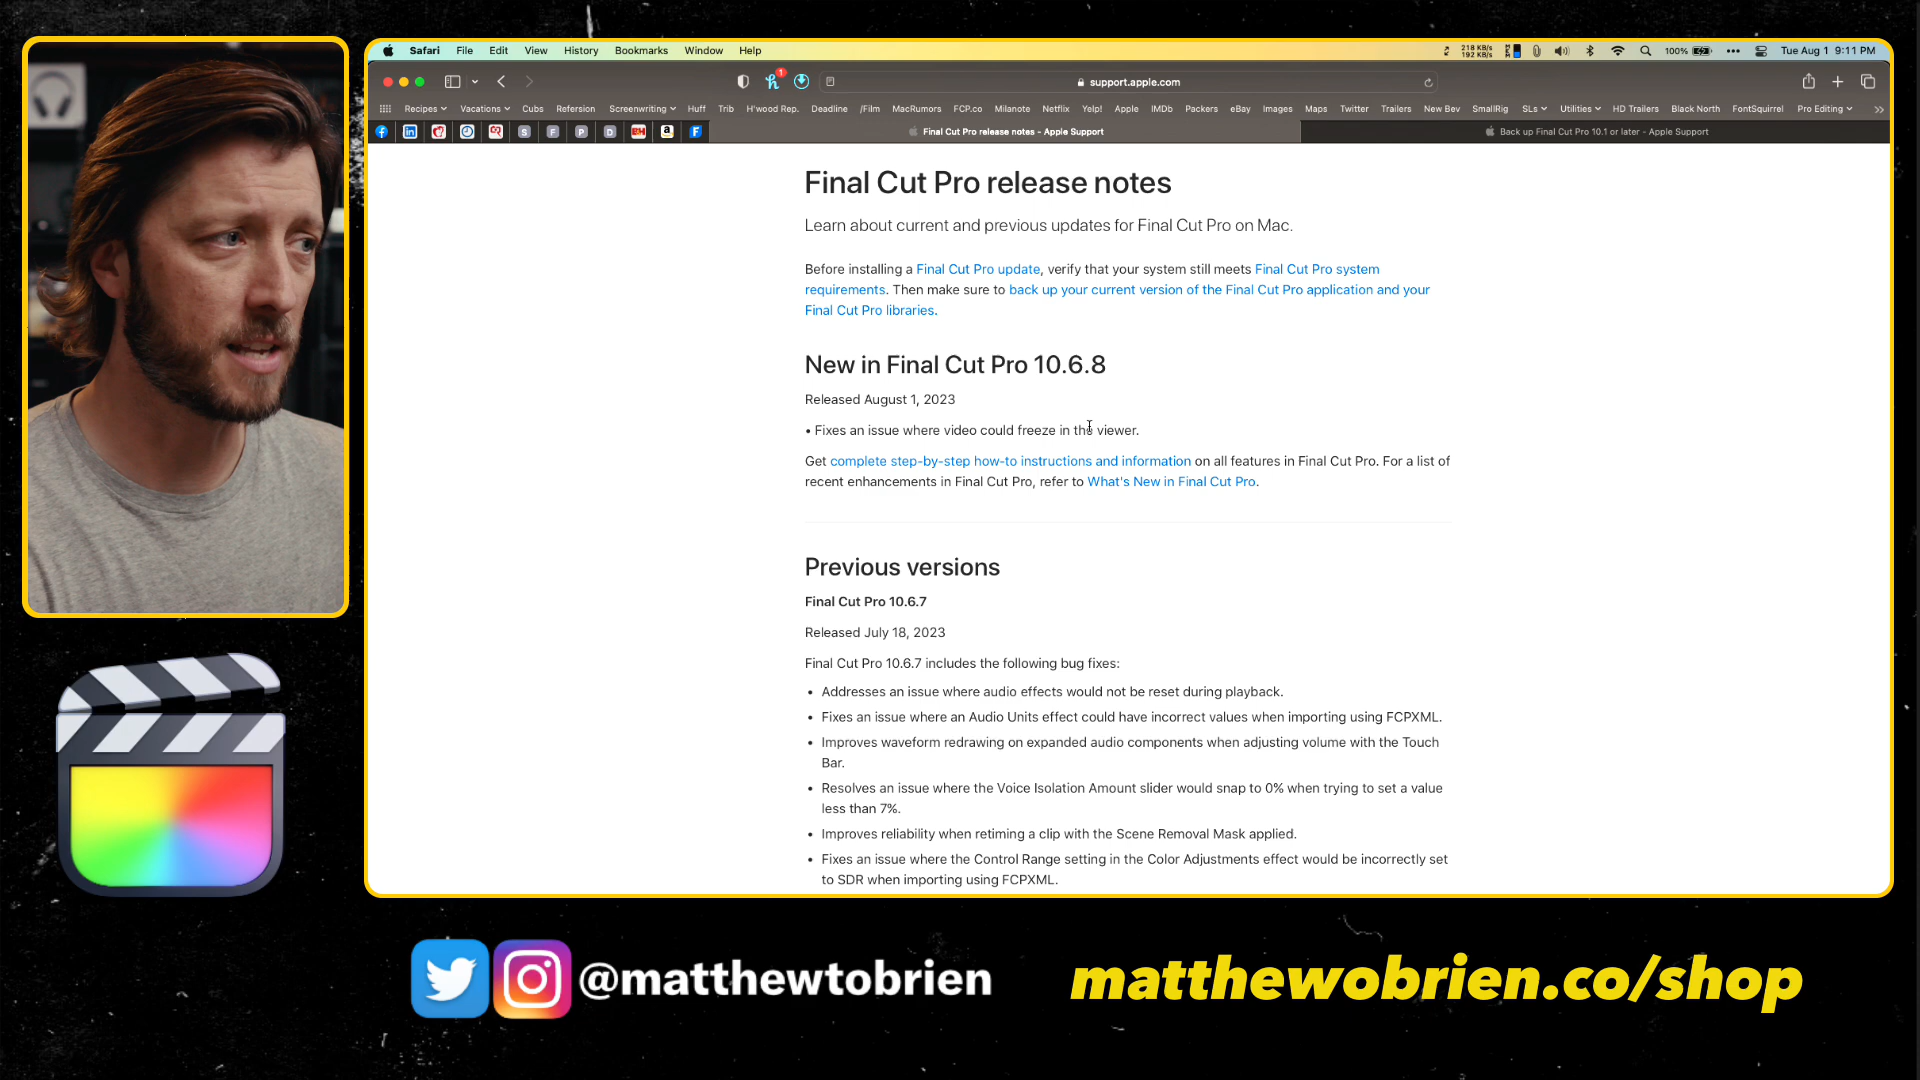 Safari File Edit View History Bookmarks Window Help
218 KB/s
192 KB/s
100% Tue Aug 1 9:11 PM
1
support.apple.com
Recipes Vacations Cubs Refersion Screenwriting Huff Trib H'wood Rep. Deadline /Film MacRumors FCP.co Milanote Netflix Yelp! Apple IMDb Packers eBay Images Maps Twitter Trailers New Bev SmallRig SLs Utilities HD Trailers Black North FontSquirrel Pro Editing
S F P D Final Cut Pro release notes - Apple Support Back up Final Cut Pro 10.1 or later - Apple Support
Final Cut Pro release notes
Learn about current and previous updates for Final Cut Pro on Mac.
Before installing a Final Cut Pro update, verify that your system still meets Final Cut Pro system
requirements. Then make sure to back up your current version of the Final Cut Pro application and your
Final Cut Pro libraries.
New in Final Cut Pro 10.6.8
Released August 1, 2023
• Fixes an issue where video could freeze in the viewer.
Get complete step-by-step how-to instructions and information on all features in Final Cut Pro. For a list of
recent enhancements in Final Cut Pro, refer to What's New in Final Cut Pro.
Previous versions
Final Cut Pro 10.6.7
Released July 18, 2023
Final Cut Pro 10.6.7 includes the following bug fixes:
• Addresses an issue where audio effects would not be reset during playback.
• Fixes an issue where an Audio Units effect could have incorrect values when importing using FCPXML.
• Improves waveform redrawing on expanded audio components when adjusting volume with the Touch
Bar.
• Resolves an issue where the Voice Isolation Amount slider would snap to 0% when trying to set a value
less than 7%.
• Improves reliability when retiming a clip with the Scene Removal Mask applied.
• Fixes an issue where the Control Range setting in the Color Adjustments effect would be incorrectly set
to SDR when importing using FCPXML.
@matthewtobrien
matthewobrien.co/shop